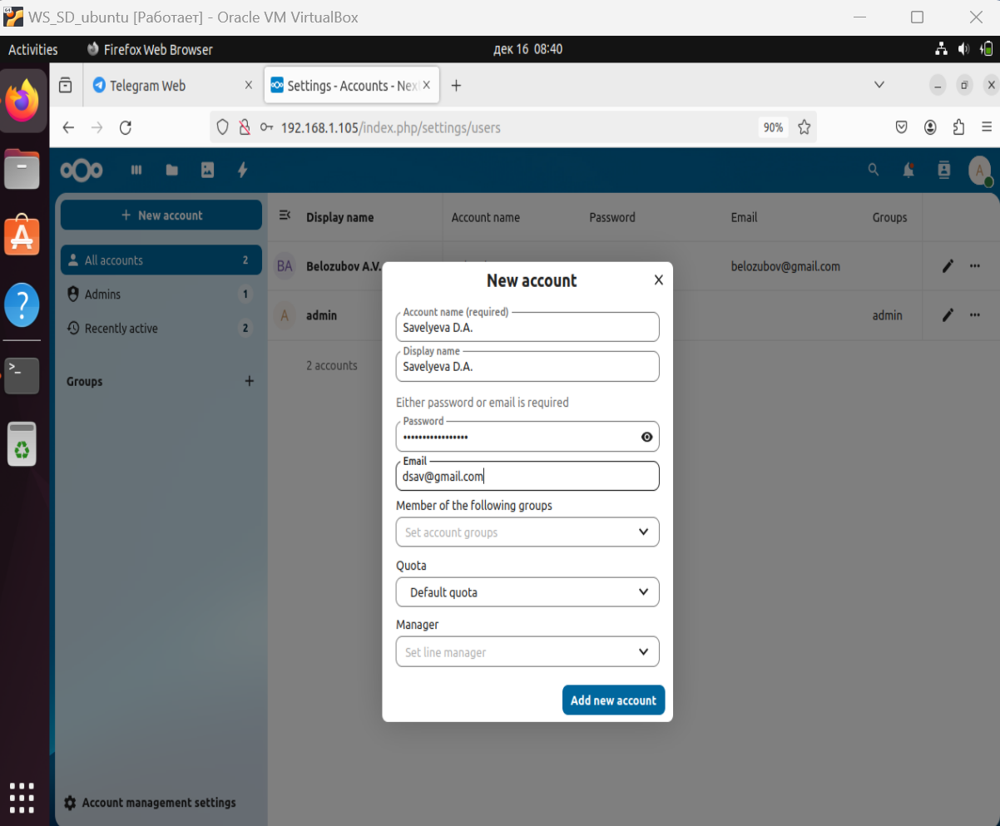 WS_SD_ubuntu [Работает] - Oracle VM VirtualBox
Activities Firefox Web Browser дек 16 08:40
Telegram Web Settings - Accounts - Nex
192.168.1.105/index.php/settings/users 90%
A
+ New account
All accounts 2
Admins 1
Recently active 2
Groups +
Account management settings
Display name Account name Password Email Groups
BA Belozubov A.V. belozubov@gmail.com
A admin admin
2 accounts
New account
Account name (required)
Savelyeva D.A.
Display name
Savelyeva D.A.
Either password or email is required
Password
•••••••••••••••••
Email
dsav@gmail.com
Member of the following groups
Set account groups
Quota
Default quota
Manager
Set line manager
Add new account